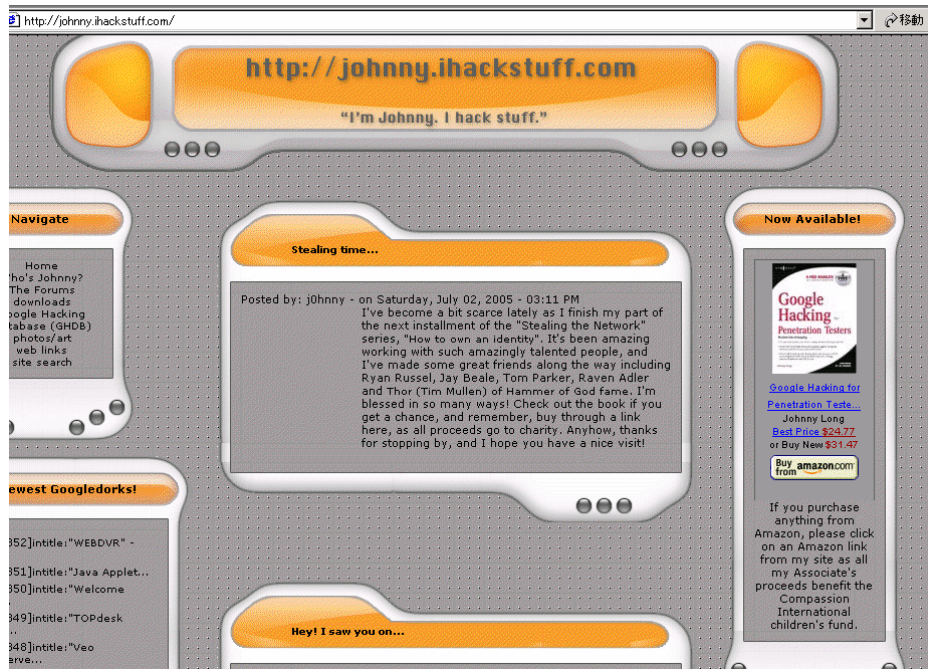 http://johnny.ihackstuff.com/
移動
http://johnny.ihackstuff.com
“I'm Johnny. I hack stuff.”
Navigate
Home
ho's Johnny?
The Forums
downloads
oogle Hacking
tabase (GHDB)
photos/art
web links
site search
ewest Googledorks!
352]intitle:"WEBDVR" -
351]intitle:"Java Applet...
350]intitle:"Welcome
349]intitle:"TOPdesk
...
348]intitle:"Veo
erve...
Stealing time...
Posted by: j0hnny - on Saturday, July 02, 2005 - 03:11 PM
I've become a bit scarce lately as I finish my part of
the next installment of the "Stealing the Network"
series, "How to own an identity". It's been amazing
working with such amazingly talented people, and
I've made some great friends along the way including
Ryan Russel, Jay Beale, Tom Parker, Raven Adler
and Thor (Tim Mullen) of Hammer of God fame. I'm
blessed in so many ways! Check out the book if you
get a chance, and remember, buy through a link
here, as all proceeds go to charity. Anyhow, thanks
for stopping by, and I hope you have a nice visit!
Hey! I saw you on...
Now Available!
Google
Hacking
Penetration Testers
Google Hacking for
Penetration Teste...
Johnny Long
Best Price $24.77
or Buy New $31.47
Buy from amazon.com
If you purchase
anything from
Amazon, please click
on an Amazon link
from my site as all
my Associate's
proceeds benefit the
Compassion
International
children's fund.